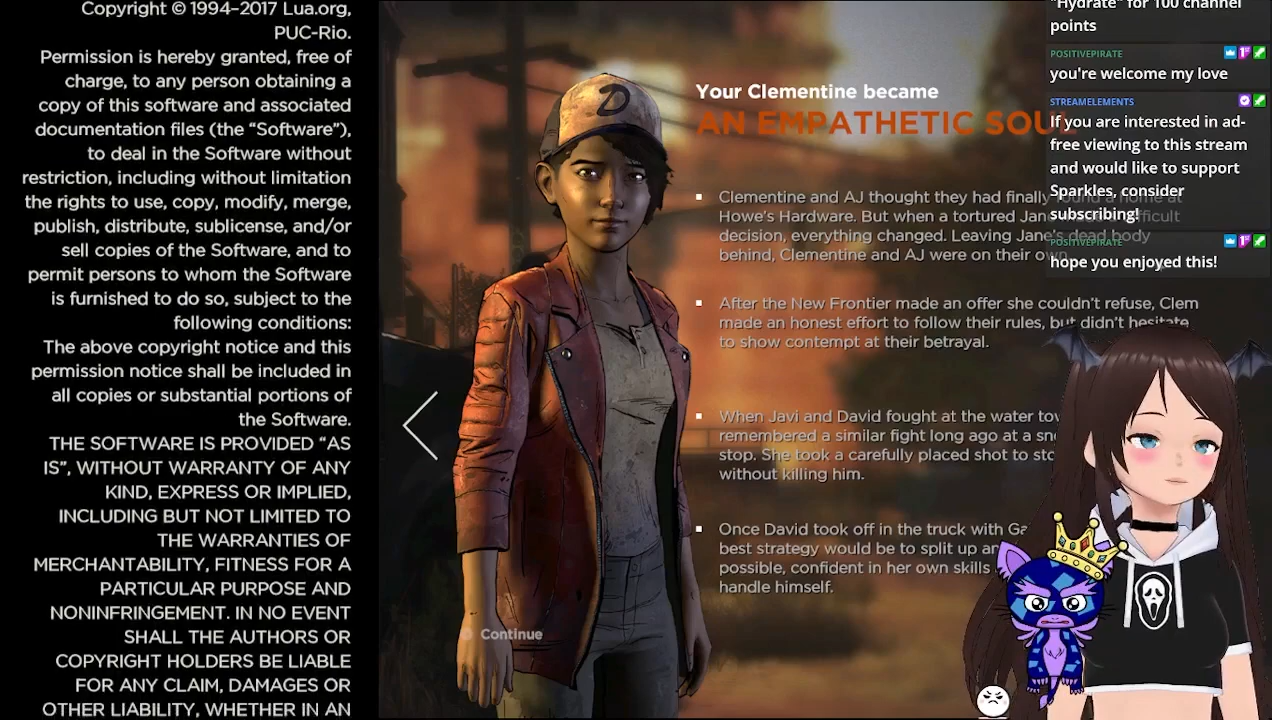 Copyright © 1994–2017 Lua.org,
PUC-Rio.
Permission is hereby granted, free of
charge, to any person obtaining a
copy of this software and associated
documentation files (the “Software”),
to deal in the Software without
restriction, including without limitation
the rights to use, copy, modify, merge,
publish, distribute, sublicense, and/or
sell copies of the Software, and to
permit persons to whom the Software
is furnished to do so, subject to the
following conditions:
The above copyright notice and this
permission notice shall be included in
all copies or substantial portions of
the Software.
THE SOFTWARE IS PROVIDED “AS
IS”, WITHOUT WARRANTY OF ANY
KIND, EXPRESS OR IMPLIED,
INCLUDING BUT NOT LIMITED TO
THE WARRANTIES OF
MERCHANTABILITY, FITNESS FOR A
PARTICULAR PURPOSE AND
NONINFRINGEMENT. IN NO EVENT
SHALL THE AUTHORS OR
COPYRIGHT HOLDERS BE LIABLE
FOR ANY CLAIM, DAMAGES OR
OTHER LIABILITY, WHETHER IN AN
D
Your Clementine became
AN EMPATHETIC SOUL
Clementine and AJ thought they had finally found a home at
Howe's Hardware. But when a tortured Jane made a difficult
decision, everything changed. Leaving Jane's dead body
behind, Clementine and AJ were on their own.
After the New Frontier made an offer she couldn't refuse, Clem
made an honest effort to follow their rules, but didn't hesitate
to show contempt at their betrayal.
When Javi and David fought at the water
remembered a similar fight long ago at a
stop. She took a carefully placed shot to
without killing him.
Once David took off in the truck with
best strategy would be to split up
possible, confident in her own skills
handle himself.
Continue
"Hydrate" for 100 channel
points
POSITIVEPIRATE
you're welcome my love
STREAMELEMENTS
If you are interested in ad-
free viewing to this stream
and would like to support
Sparkles, consider
subscribing!
POSITIVEPIRATE
hope you enjoyed this!